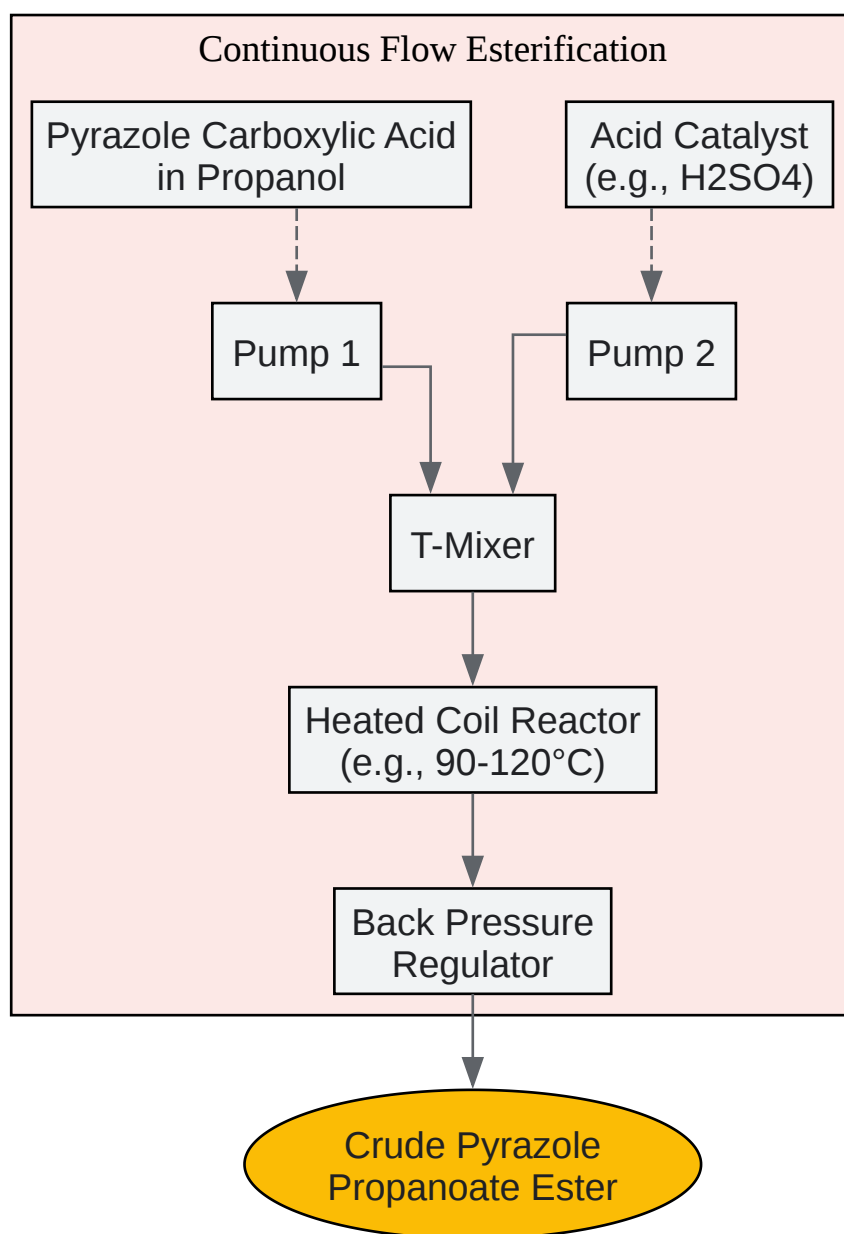 Continuous Flow Esterification
Pyrazole Carboxylic Acid
in Propanol
Acid Catalyst
(e.g., H2SO4)
Pump 1
Pump 2
T-Mixer
Heated Coil Reactor
(e.g., 90-120°C)
Back Pressure
Regulator
Crude Pyrazole
Propanoate Ester